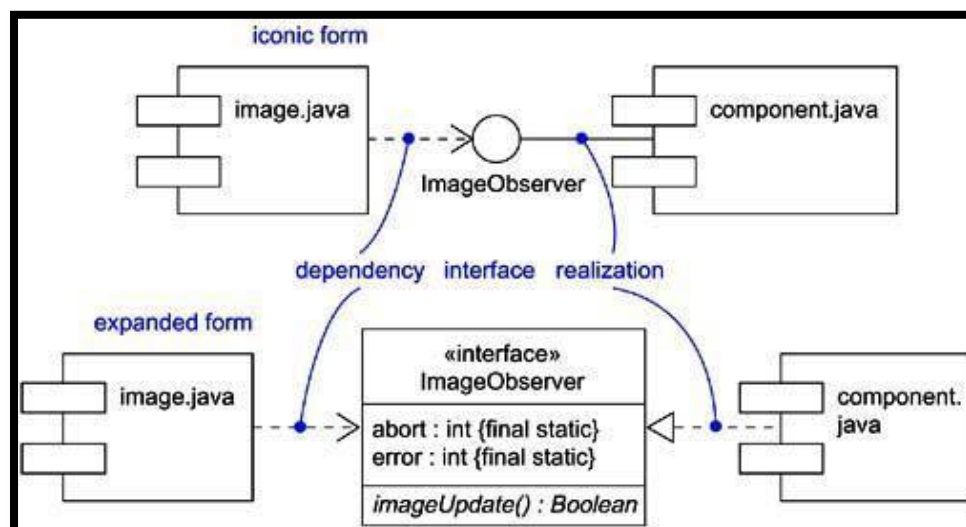 iconic form
image.java
component.java
ImageObserver
dependency interface realization
expanded form
image.java
«interface»
ImageObserver
abort : int {final static}
error : int {final static}
imageUpdate() : Boolean
component.
java